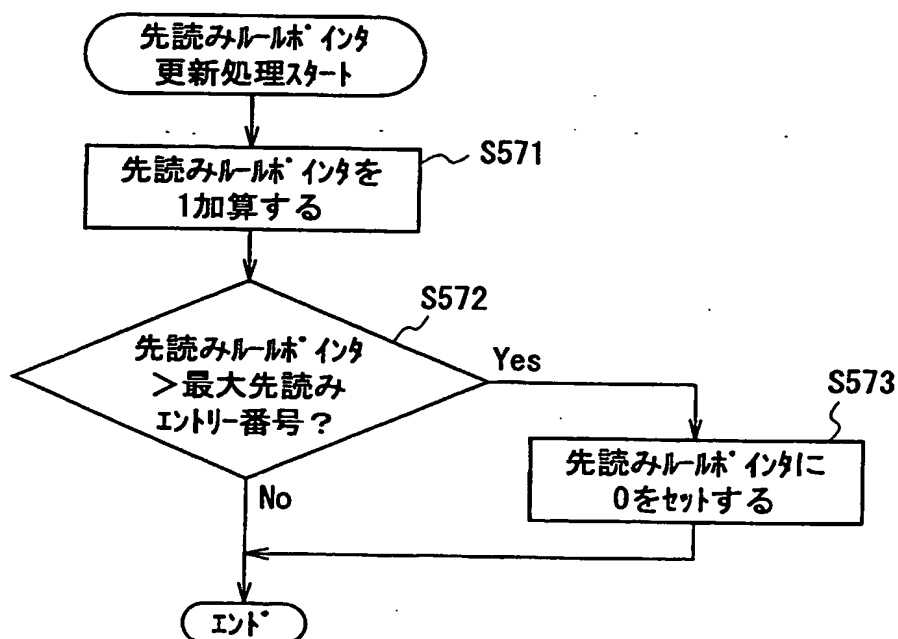 先読みﾙｰﾙﾎﾟｲﾝﾀ
更新処理ｽﾀｰﾄ
S571
先読みﾙｰﾙﾎﾟｲﾝﾀを
1加算する
S572
先読みﾙｰﾙﾎﾟｲﾝﾀ
＞最大先読み
ｴﾝﾄﾘｰ番号？
Yes
S573
先読みﾙｰﾙﾎﾟｲﾝﾀに
0をｾｯﾄする
No
ｴﾝﾄﾞ